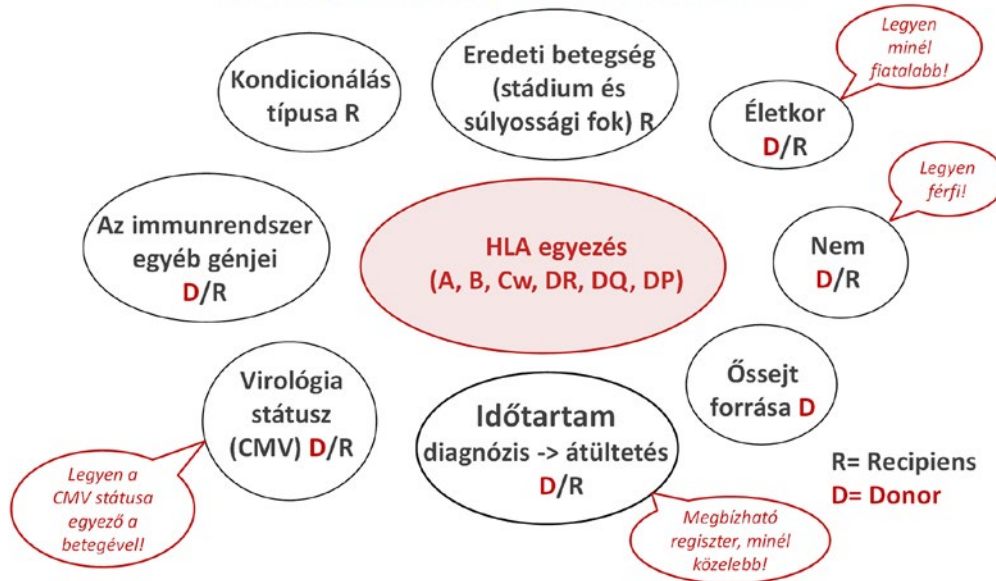 Kondicionálás
típusa R
Eredeti betegség
(stádium és
súlyossági fok) R
Legyen
minél
fiatalabb!
Életkor
D/R
Legyen
férfi!
Az immunrendszer
egyéb génjei
D/R
HLA egyezés
(A, B, Cw, DR, DQ, DP)
Nem
D/R
Virológia
státusz
(CMV) D/R
Időtartam
diagnózis -> átültetés
D/R
Őssejt
forrása D
Legyen a
CMV státusa
egyező a
betegével!
Megbízható
regiszter, minél
közelebb!
R= Recipiens
D= Donor